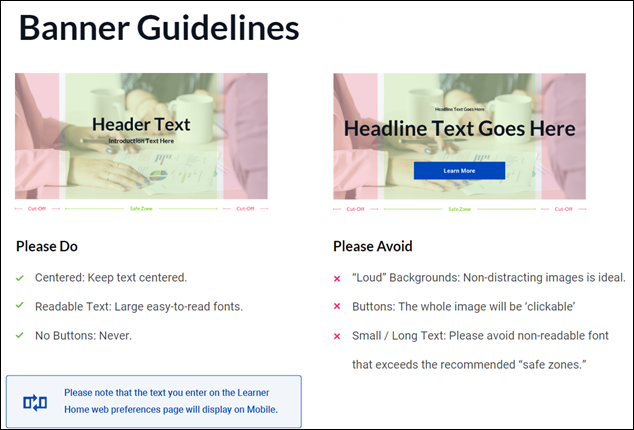 Banner Guidelines
Header Text
Introduction Text Here
Cut-Off Safe Zone Cut-Off
Headline Text Goes Here
Headline Text Goes Here
Learn More
Cut-Off Safe Zone Cut-Off
Please Do
Centered: Keep text centered.
Readable Text: Large easy-to-read fonts.
No Buttons: Never.
Please note that the text you enter on the Learner
Home web preferences page will display on Mobile.
Please Avoid
“Loud” Backgrounds: Non-distracting images is ideal.
Buttons: The whole image will be ‘clickable’
Small / Long Text: Please avoid non-readable font
that exceeds the recommended “safe zones.”